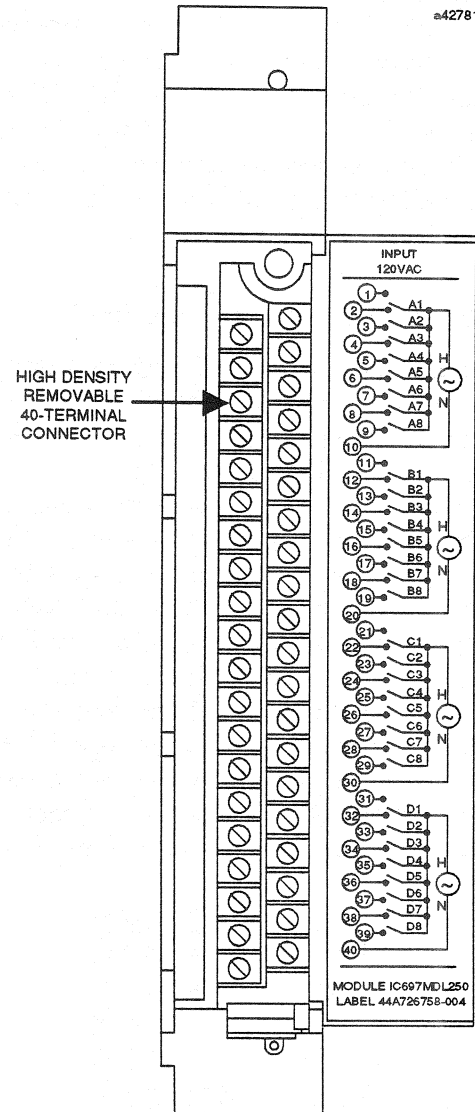 a4278
HIGH DENSITY
REMOVABLE
40-TERMINAL
CONNECTOR
INPUT
120VAC
1
2 A1
3 A2
4 A3 H
5 A4
6 A5
7 A6 N
8 A7
9 A8
10
11
12 B1
13 B2
14 B3 H
15 B4
16 B5
17 B6 N
18 B7
19 B8
20
21
22 C1
23 C2
24 C3 H
25 C4
26 C5
27 C6 N
28 C7
29 C8
30
31
32 D1
33 D2
34 D3 H
35 D4
36 D5
37 D6 N
38 D7
39 D8
40
MODULE IC697MDL250
LABEL 44A726758-004